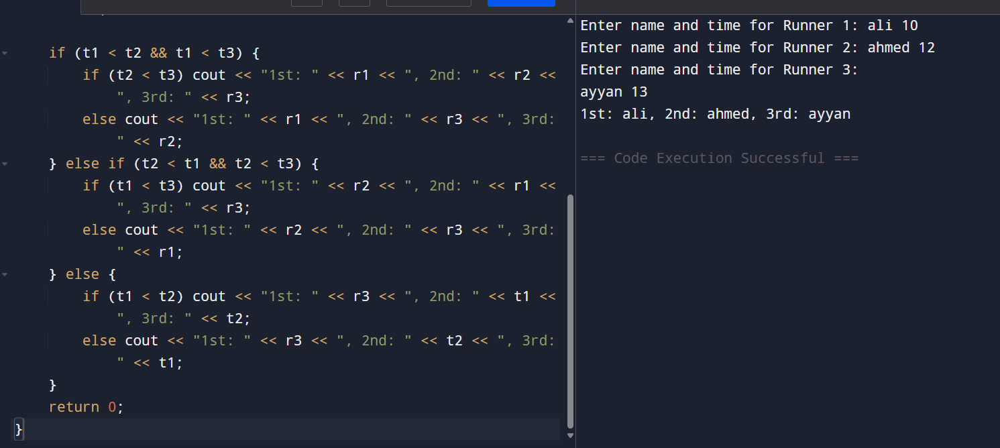 if (t1 < t2 && t1 < t3) {
if (t2 < t3) cout << "1st: " << r1 << ", 2nd: " << r2 <<
", 3rd: " << r3;
else cout << "1st: " << r1 << ", 2nd: " << r3 << ", 3rd:
" << r2;
} else if (t2 < t1 && t2 < t3) {
if (t1 < t3) cout << "1st: " << r2 << ", 2nd: " << r1 <<
", 3rd: " << r3;
else cout << "1st: " << r2 << ", 2nd: " << r3 << ", 3rd:
" << r1;
} else {
if (t1 < t2) cout << "1st: " << r3 << ", 2nd: " << t1 <<
", 3rd: " << t2;
else cout << "1st: " << r3 << ", 2nd: " << t2 << ", 3rd:
" << t1;
}
return 0;
}
Enter name and time for Runner 1: ali 10
Enter name and time for Runner 2: ahmed 12
Enter name and time for Runner 3:
ayyan 13
1st: ali, 2nd: ahmed, 3rd: ayyan
=== Code Execution Successful ===